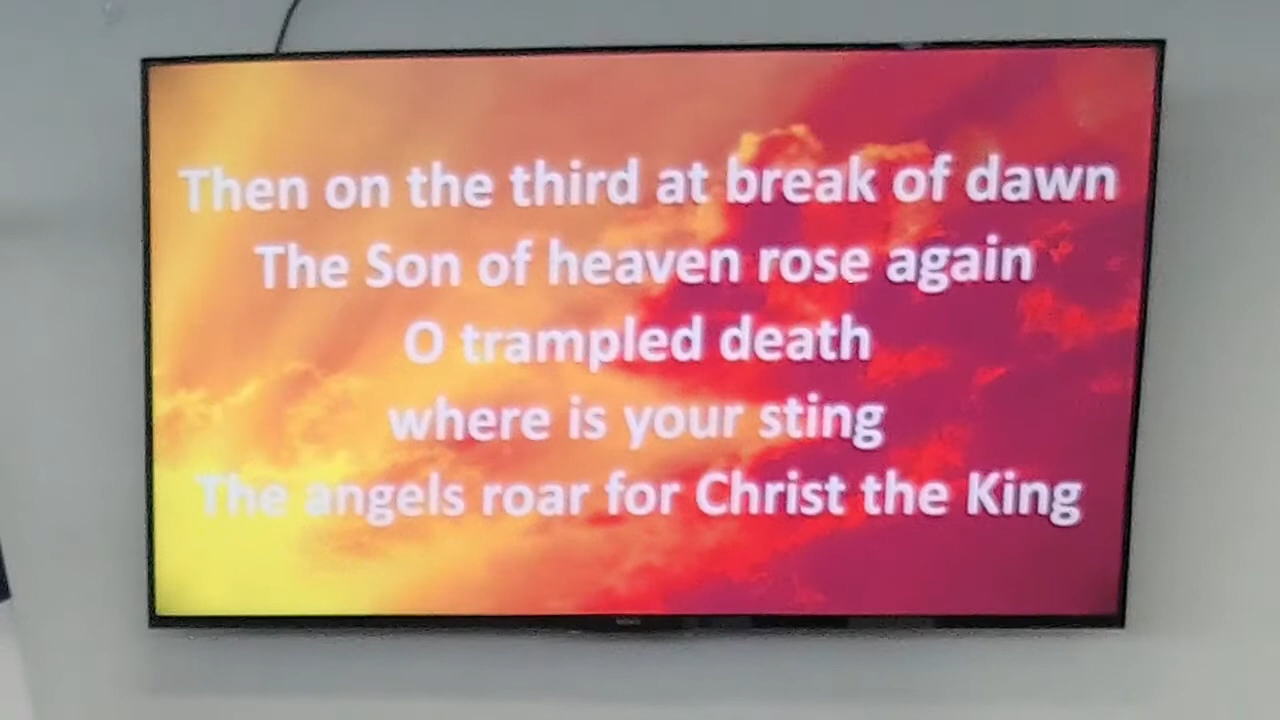 Then on the third at break of dawn
The Son of heaven rose again
O trampled death
where is your sting
The angels roar for Christ the King